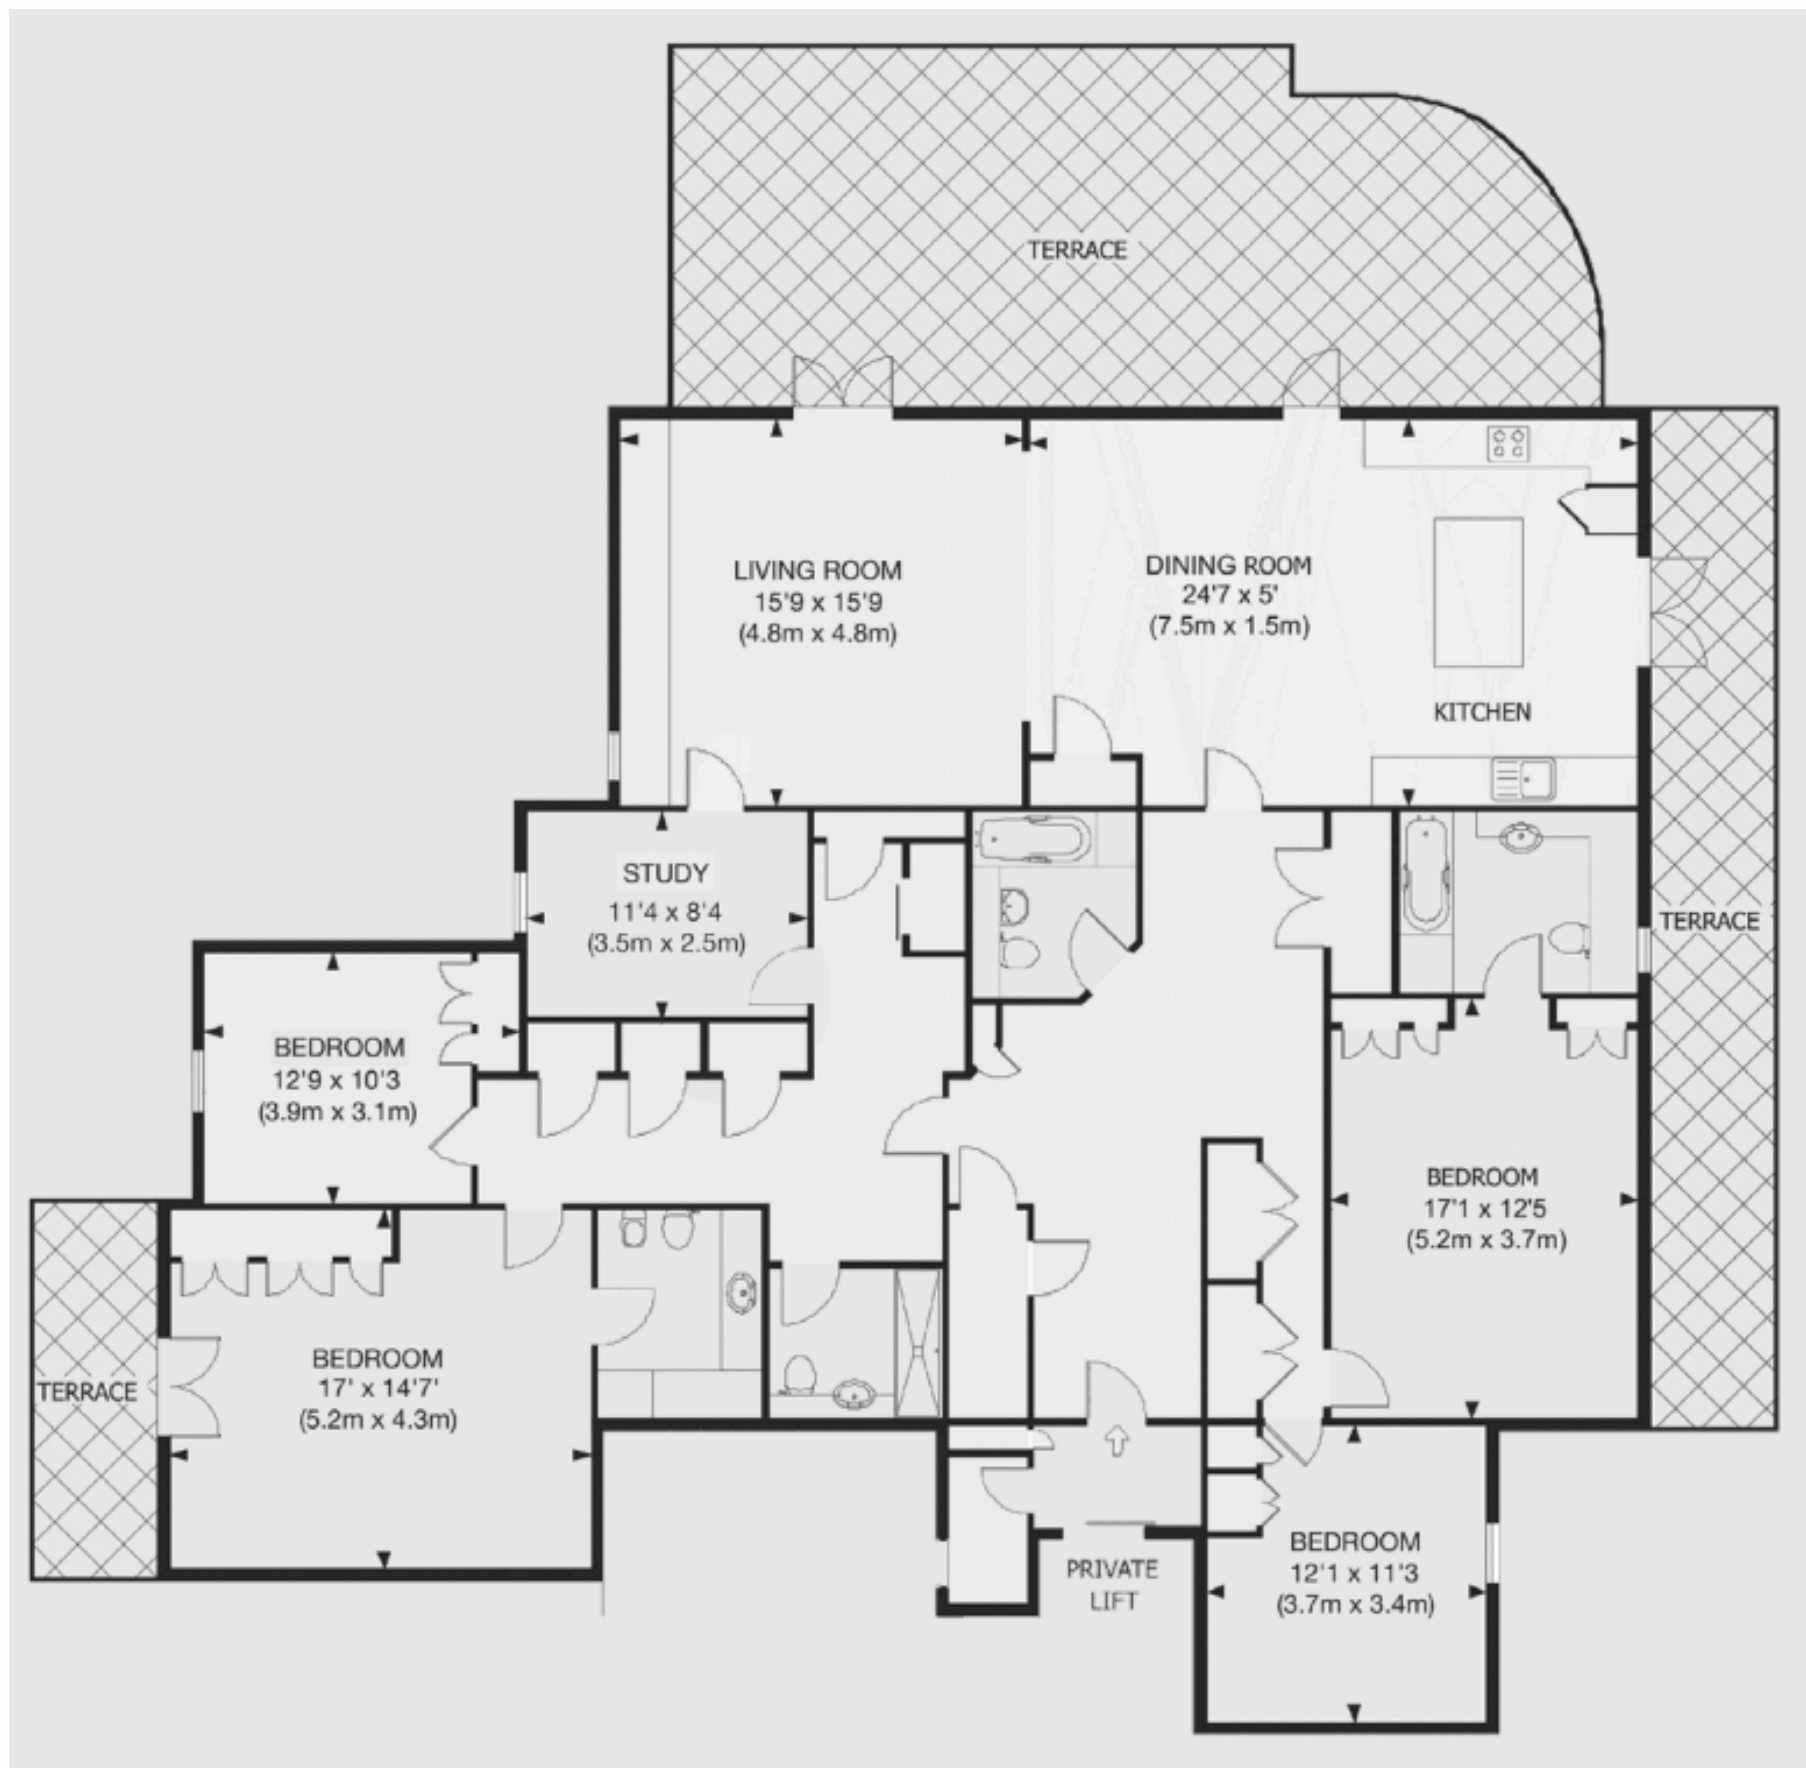 TERRACE
LIVING ROOM
15'9 x 15'9
(4.8m x 4.8m)
DINING ROOM
24'7 x 5'
(7.5m x 1.5m)
KITCHEN
STUDY
11'4 x 8'4
(3.5m x 2.5m)
TERRACE
BEDROOM
12'9 x 10'3
(3.9m x 3.1m)
BEDROOM
17'1 x 12'5
(5.2m x 3.7m)
TERRACE
BEDROOM
17' x 14'7'
(5.2m x 4.3m)
PRIVATE
LIFT
BEDROOM
12'1 x 11'3
(3.7m x 3.4m)